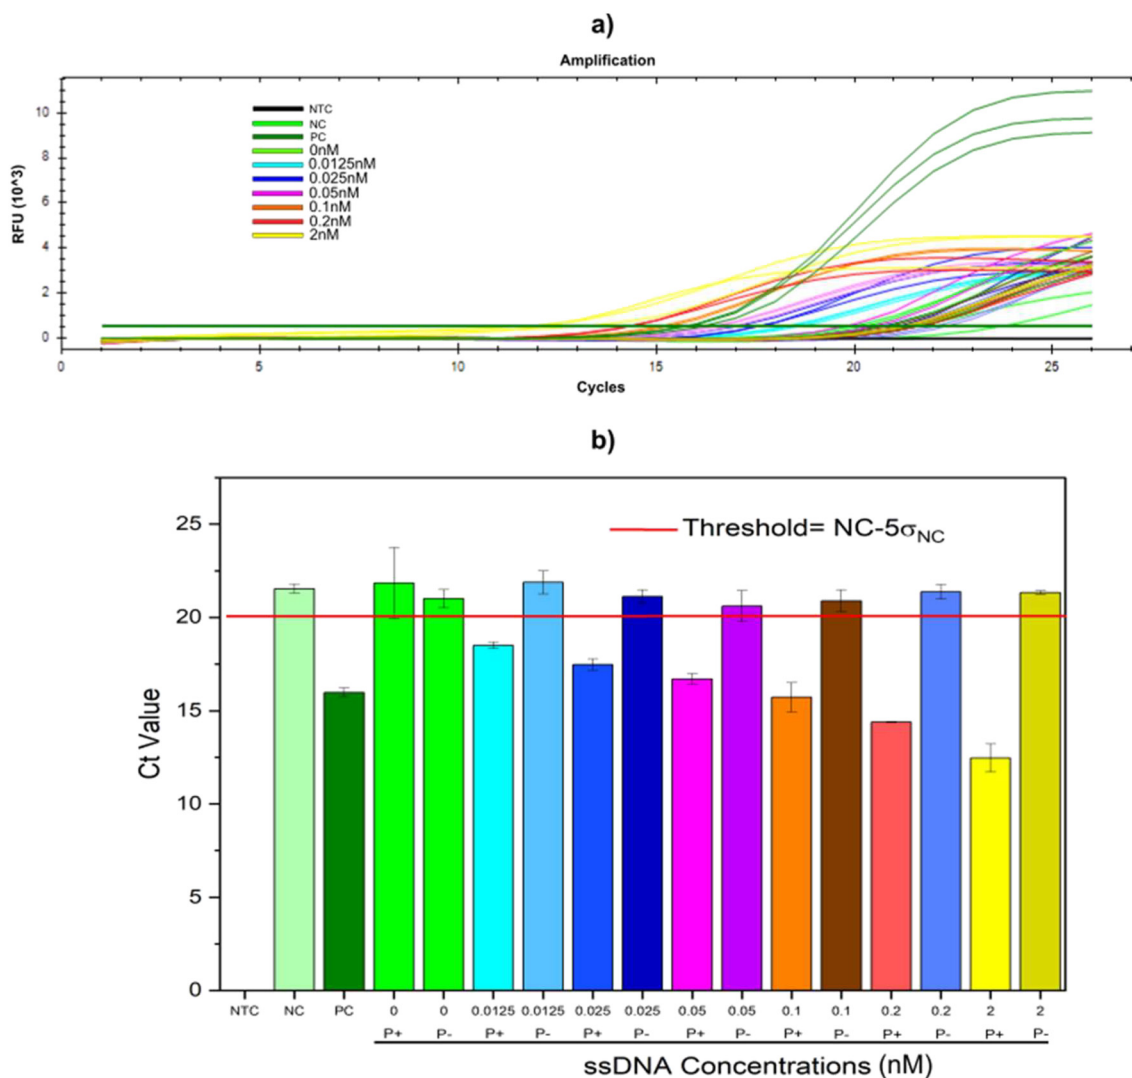 a)
Amplification
RFU (10^3)
10
8
6
4
2
0
NTC
NC
PC
0nM
0.0125nM
0.025nM
0.05nM
0.1nM
0.2nM
2nM
0 5 10 15 20 25
Cycles
b)
Ct Value
25
20
15
10
5
0
Threshold= NC-5σNC
NTC NC PC 0 0 0.0125 0.0125 0.025 0.025 0.05 0.05 0.1 0.1 0.2 0.2 2 2
P+ P- P+ P- P+ P- P+ P- P+ P- P+ P- P+ P-
ssDNA Concentrations (nM)